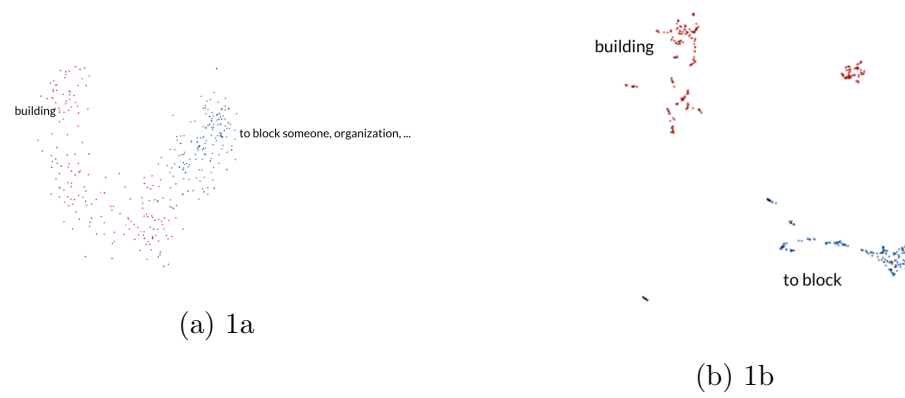 building
to block someone, organization, ...
(a) 1a
building
to block
(b) 1b